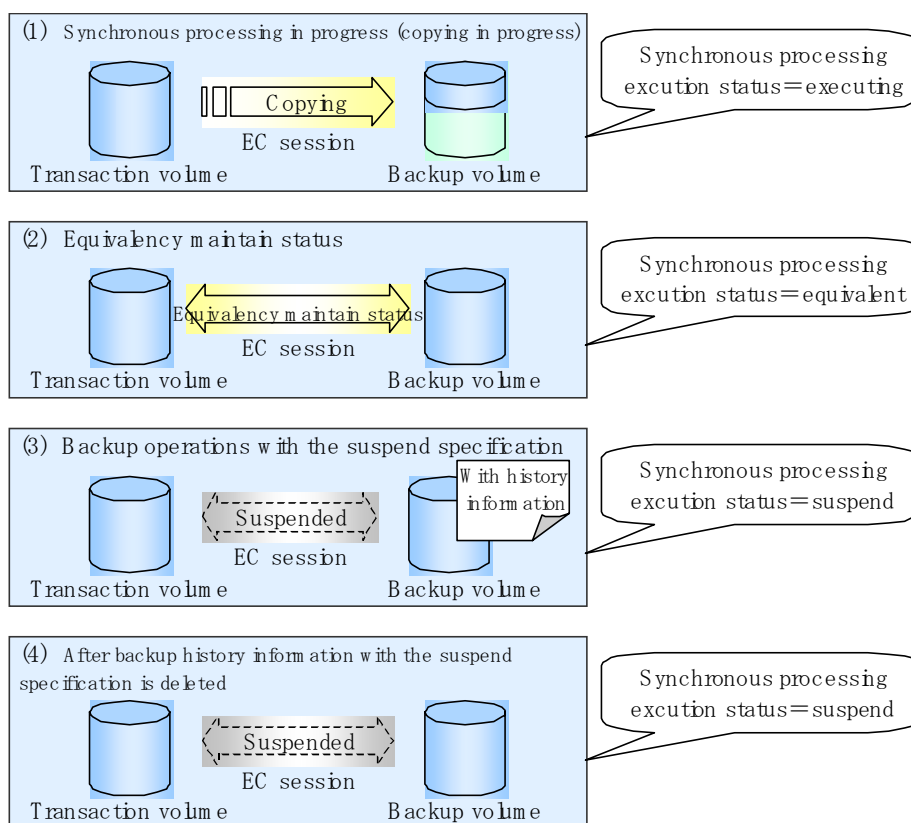 (1) Synchronous processing in progress (copying in progress)
Copying
EC session
Transaction volume
Backup volume
Synchronous processing
excution status＝executing
(2) Equivalency maintain status
Equivalency maintain status
EC session
Transaction volume
Backup volume
Synchronous processing
excution status＝equivalent
(3) Backup operations with the suspend specification
With history
information
Suspended
EC session
Transaction volume
Backup volume
Synchronous processing
excution status＝suspend
(4) After backup history information with the suspend
specification is deleted
Suspended
EC session
Transaction volume
Backup volume
Synchronous processing
excution status＝suspend